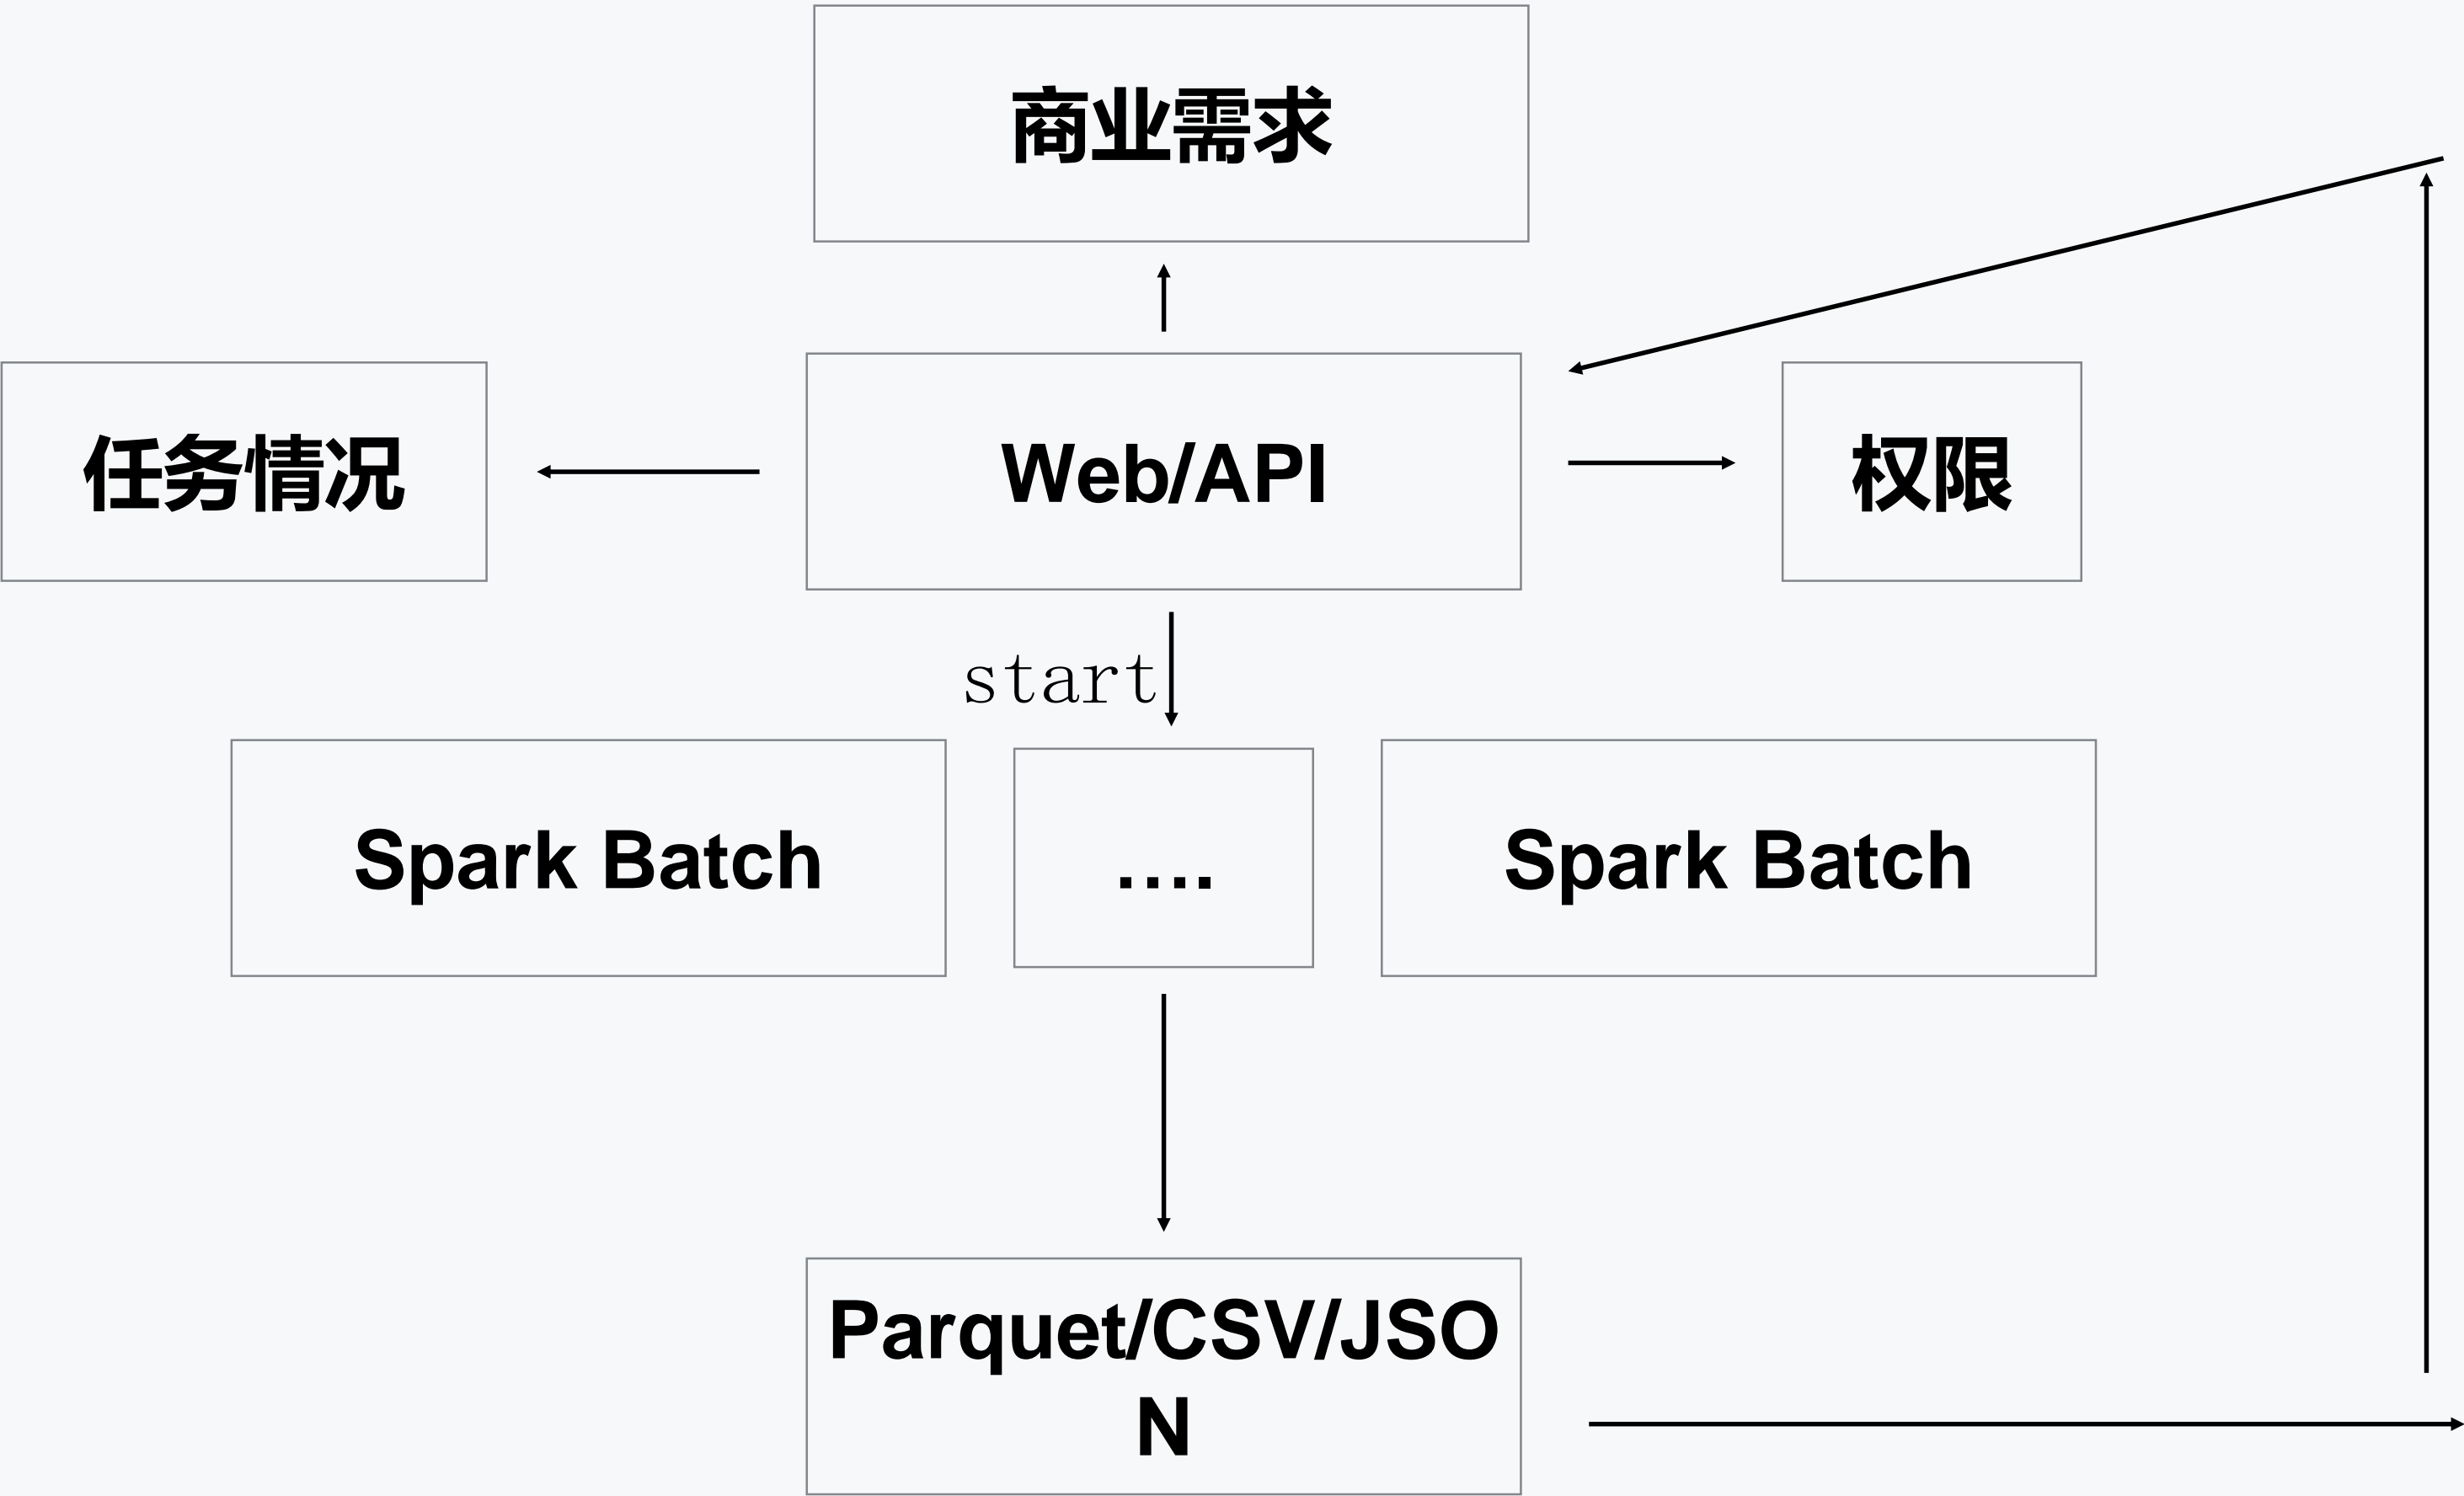 商业需求
任务情况
Web/API
权限
start
Spark Batch
....
Spark Batch
Parquet/CSV/JSO
N